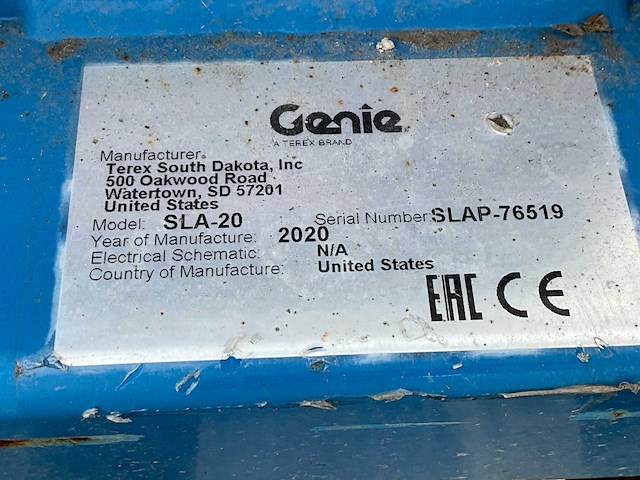 Genie
A TEREX BRAND
Manufacturer
Terex South Dakota, Inc
500 Oakwood Road
Watertown, SD 57201
United States
Model: SLA-20 Serial Number: SLAP-76519
Year of Manufacture: 2020
Electrical Schematic: N/A
Country of Manufacture: United States
EAC CE